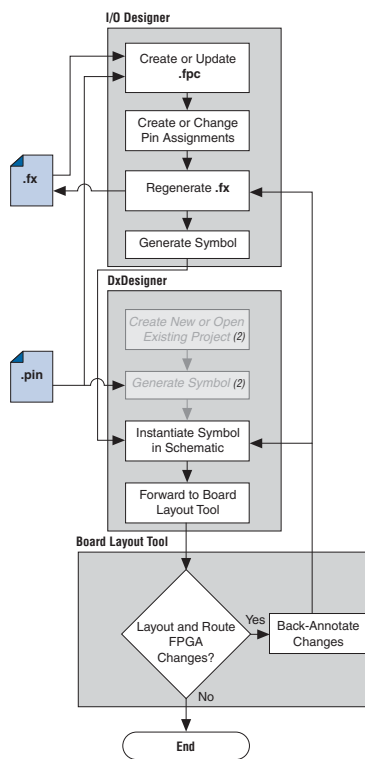 I/O Designer
Create or Update
.fpc
Create or Change
Pin Assignments
.fx
Regenerate .fx
Generate Symbol
DxDesigner
Create New or Open
Existing Project (2)
.pin
Generate Symbol (2)
Instantiate Symbol
in Schematic
Forward to Board
Layout Tool
Board Layout Tool
Layout and Route
FPGA
Changes?
Yes
Back-Annotate
Changes
No
End